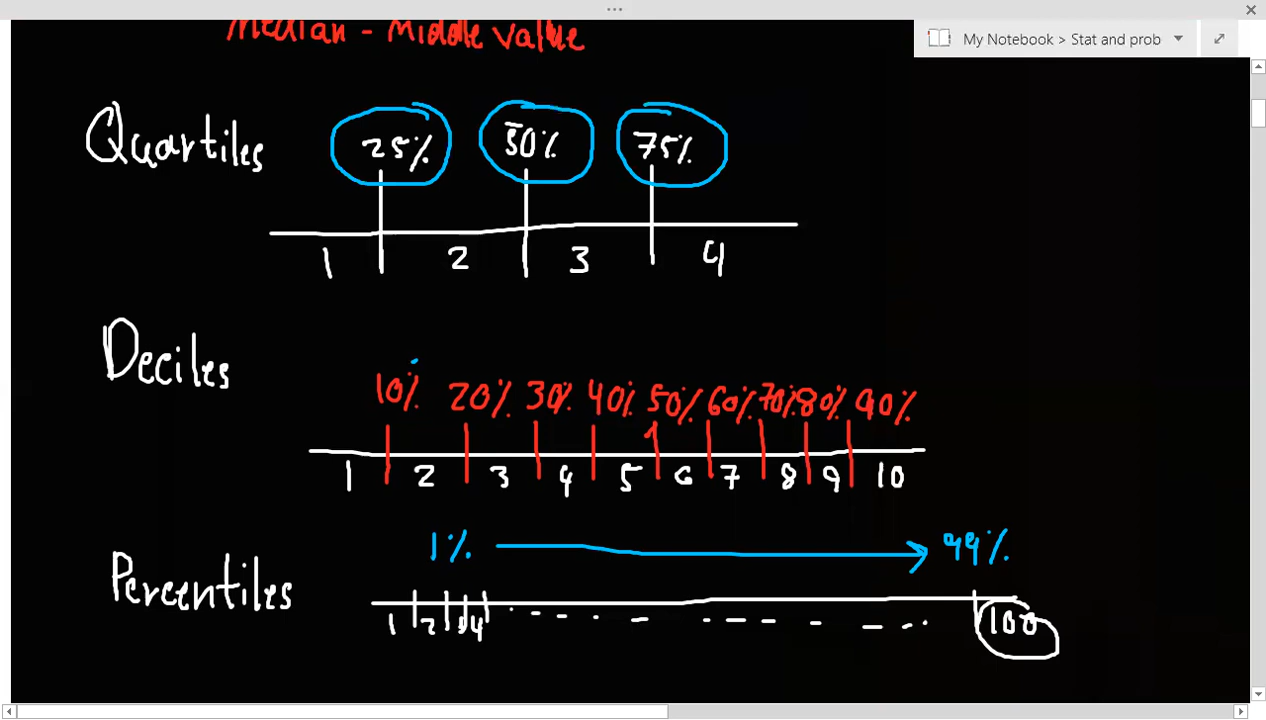 Median - Middle value
My Notebook > Stat and prob
Quartiles
25% 50% 75%
1 2 3 4
Deciles
10% 20% 30% 40% 50% 60% 70% 80% 90%
1 2 3 4 5 6 7 8 9 10
1% 99%
Percentiles
1 2 3 4 100